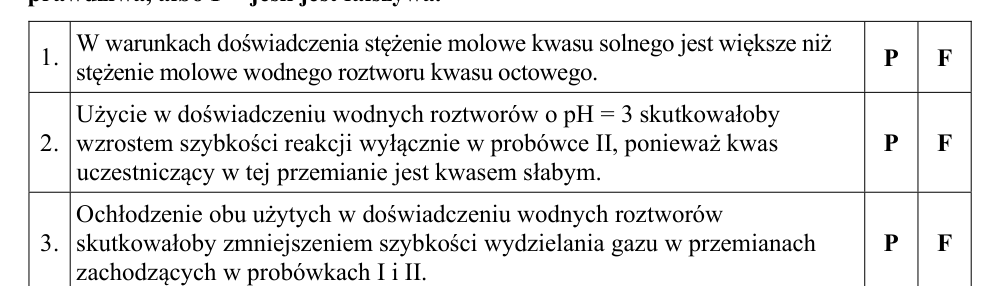 prawdziwa, albo F – jeśli jest fałszywa.
1. W warunkach doświadczenia stężenie molowe kwasu solnego jest większe niż P F
stężenie molowe wodnego roztworu kwasu octowego.
2. Użycie w doświadczeniu wodnych roztworów o pH = 3 skutkowałoby P F
wzrostem szybkości reakcji wyłącznie w probówce II, ponieważ kwas
uczestniczący w tej przemianie jest kwasem słabym.
3. Ochłodzenie obu użytych w doświadczeniu wodnych roztworów P F
skutkowałoby zmniejszeniem szybkości wydzielania gazu w przemianach
zachodzących w probówkach I i II.